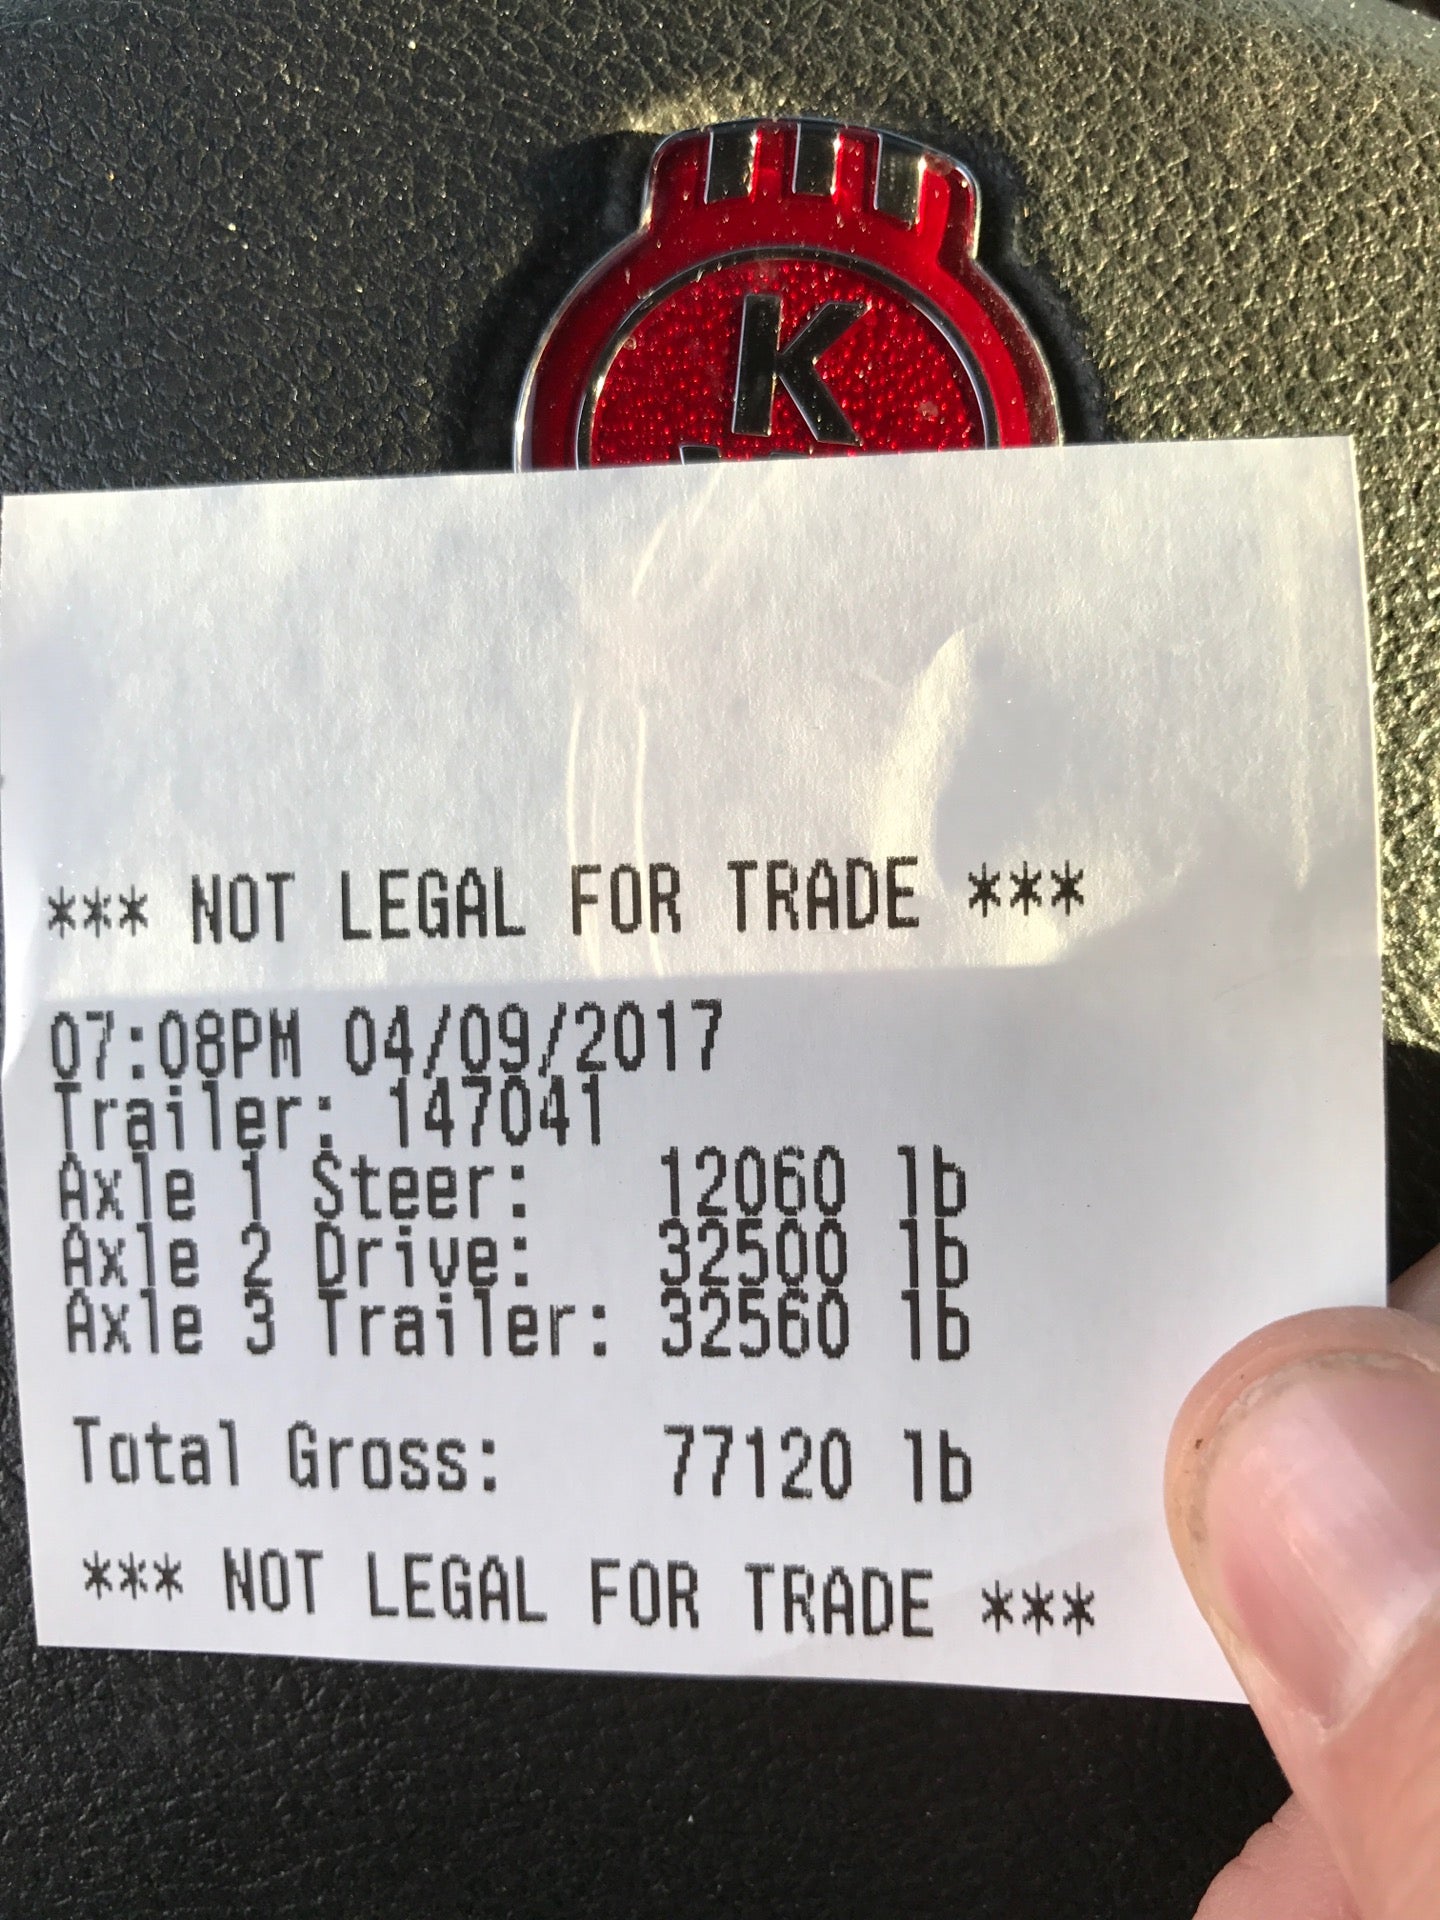 K
*** NOT LEGAL FOR TRADE ***
07:08PM 04/09/2017
Trailer: 147041
Axle 1 Steer: 12060 lb
Axle 2 Drive: 32500 lb
Axle 3 Trailer: 32560 lb
Total Gross: 77120 lb
*** NOT LEGAL FOR TRADE ***